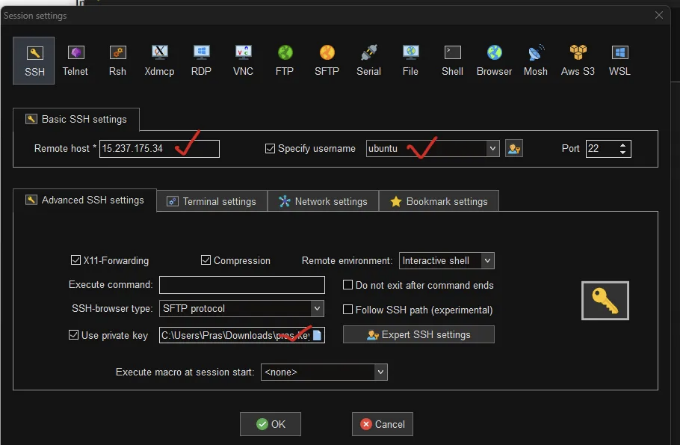 Session settings
SSH Telnet Rsh Xdmcp RDP VNC FTP SFTP Serial File Shell Browser Mosh Aws S3 WSL
Basic SSH settings
Remote host * 15.237.175.34 Specify username ubuntu Port 22
Advanced SSH settings Terminal settings Network settings Bookmark settings
X11-Forwarding Compression Remote environment: Interactive shell
Execute command: Do not exit after command ends
SSH-browser type: SFTP protocol Follow SSH path (experimental)
Use private key C:\Users\Pras\Downloads\ Expert SSH settings
Execute macro at session start: <none>
OK Cancel